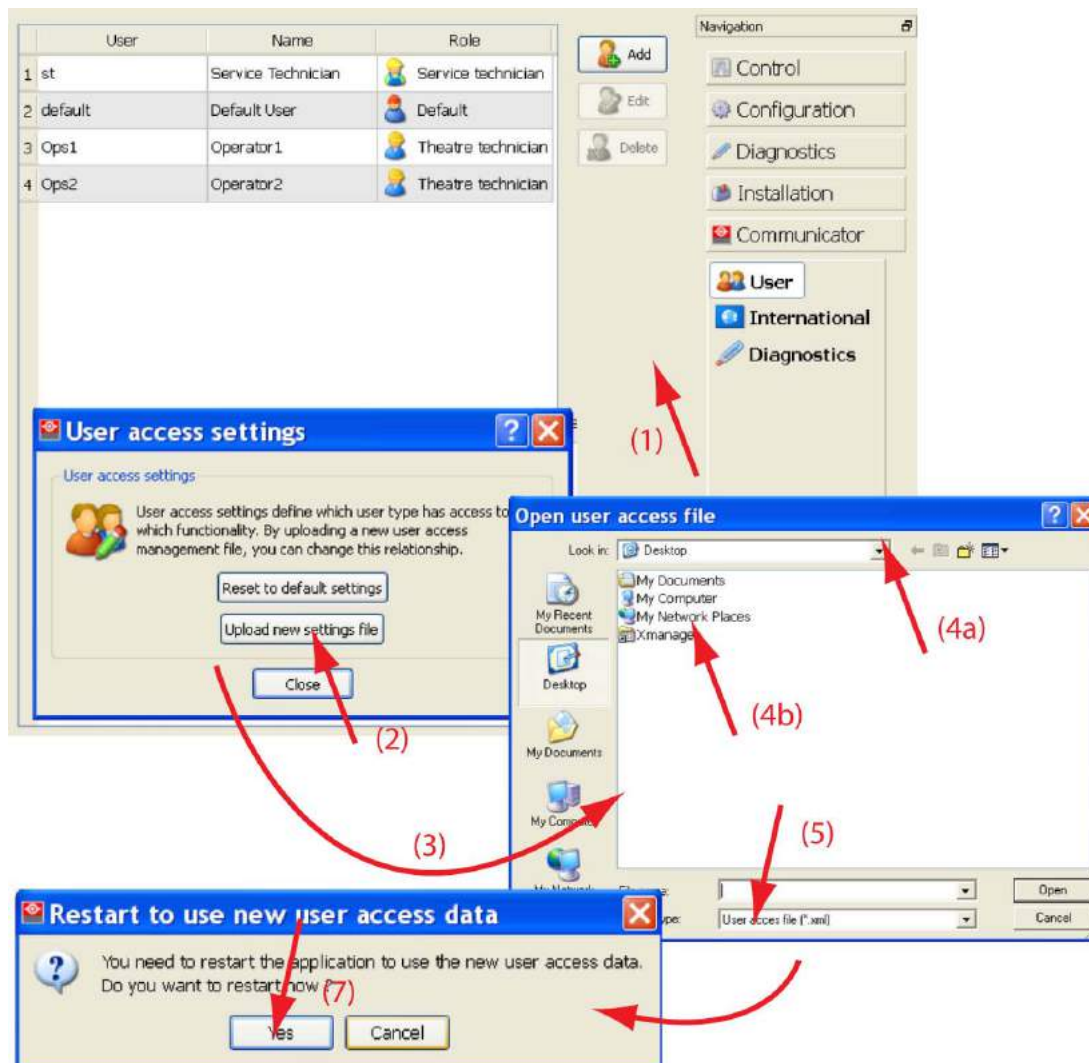 User Name Role
1 st Service Technician Service technician
2 default Default User Default
3 Ops1 Operator1 Theatre technician
4 Ops2 Operator2 Theatre technician
Add
Edit
Delete
Navigation
Control
Configuration
Diagnostics
Installation
Communicator
User
International
Diagnostics
(1)
User access settings
User access settings
User access settings define which user type has access to
which functionality. By uploading a new user access
management file, you can change this relationship.
Reset to default settings
Upload new settings file
Close
(2)
(3)
Open user access file
Look in: Desktop
My Recent
Documents
Desktop
My Documents
My Computer
My Network
My Documents
My Computer
My Network Places
Xmanage
(4a)
(4b)
(5)
Open
User acces file (*.xml)
Cancel
Restart to use new user access data
You need to restart the application to use the new user access data.
Do you want to restart now ?
(7)
Yes
Cancel